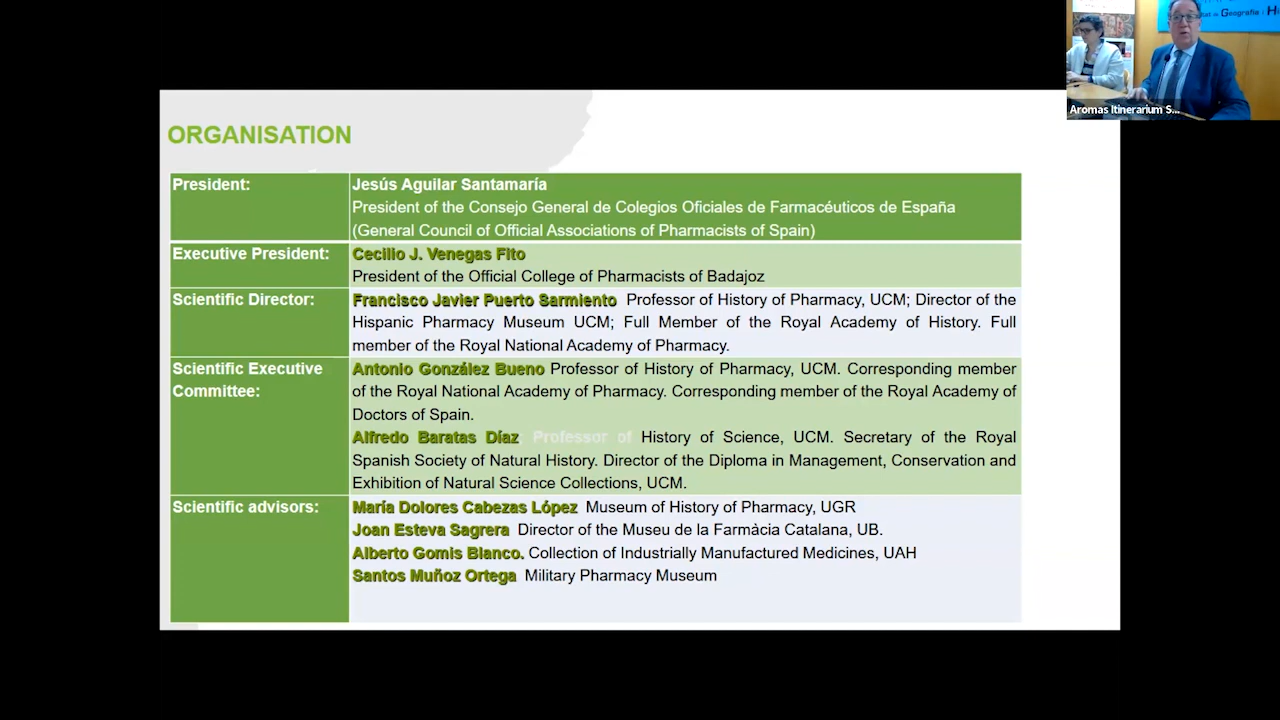 tat de Geografia i H
Aromas Itinerarium S...
ORGANISATION
President:
Jesús Aguilar Santamaría
President of the Consejo General de Colegios Oficiales de Farmacéuticos de España
(General Council of Official Associations of Pharmacists of Spain)
Executive President:
Cecilio J. Venegas Fito
President of the Official College of Pharmacists of Badajoz
Scientific Director:
Francisco Javier Puerto Sarmiento Professor of History of Pharmacy, UCM; Director of the
Hispanic Pharmacy Museum UCM; Full Member of the Royal Academy of History. Full
member of the Royal National Academy of Pharmacy.
Scientific Executive
Committee:
Antonio González Bueno Professor of History of Pharmacy, UCM. Corresponding member
of the Royal National Academy of Pharmacy. Corresponding member of the Royal Academy of
Doctors of Spain.
Alfredo Baratas Díaz, Professor of History of Science, UCM. Secretary of the Royal
Spanish Society of Natural History. Director of the Diploma in Management, Conservation and
Exhibition of Natural Science Collections, UCM.
Scientific advisors:
María Dolores Cabezas López Museum of History of Pharmacy, UGR
Joan Esteva Sagrera Director of the Museu de la Farmàcia Catalana, UB.
Alberto Gomis Blanco. Collection of Industrially Manufactured Medicines, UAH
Santos Muñoz Ortega Military Pharmacy Museum